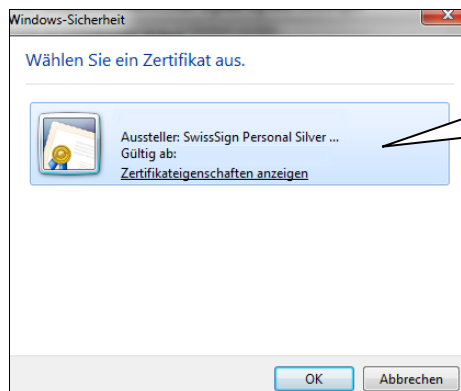 Windows-Sicherheit
Wählen Sie ein Zertifikat aus.
Aussteller: SwissSign Personal Silver ...
Gültig ab:
Zertifikateigenschaften anzeigen
OK
Abbrechen